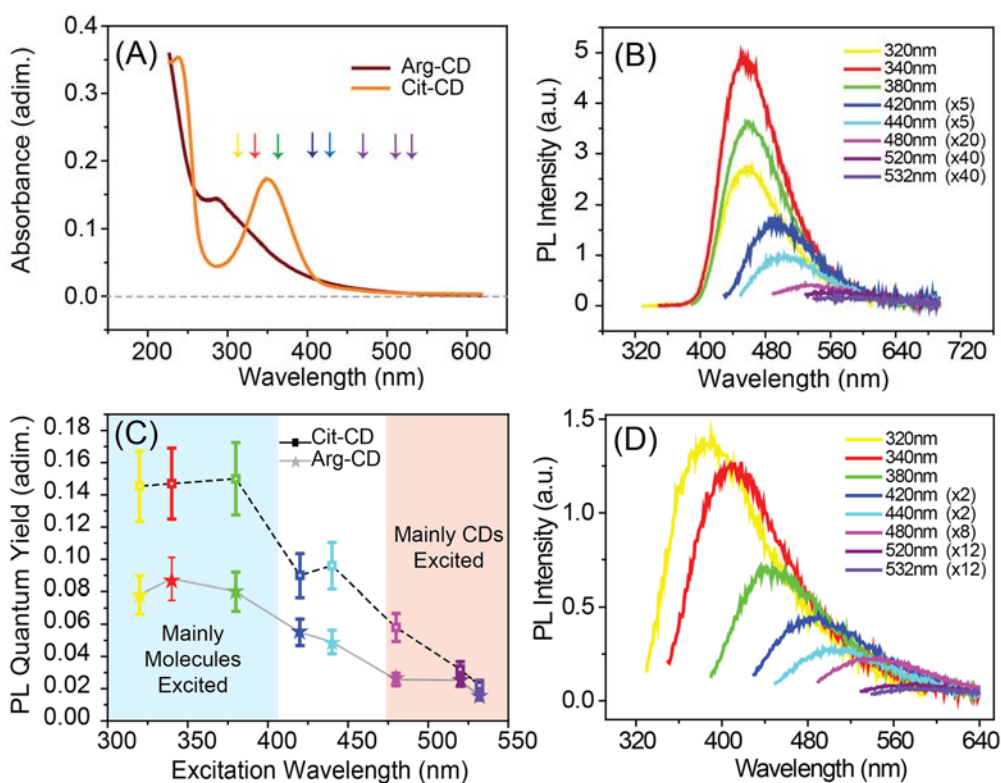 (A)
Absorbance (adim.)
0.4
0.3
0.2
0.1
0.0
Arg-CD
Cit-CD
200 300 400 500 600
Wavelength (nm)
(B)
PL Intensity (a.u.)
5
4
3
2
1
0
320nm
340nm
380nm
420nm (x5)
440nm (x5)
480nm (x20)
520nm (x40)
532nm (x40)
320 400 480 560 640 720
Wavelength (nm)
(C)
PL Quantum Yield (adim.)
0.18
0.16
0.14
0.12
0.10
0.08
0.06
0.04
0.02
0.00
Cit-CD
Arg-CD
Mainly CDs
Excited
Mainly
Molecules
Excited
300 350 400 450 500 550
Excitation Wavelength (nm)
(D)
PL Intensity (a.u.)
1.5
1.0
0.5
0.0
320nm
340nm
380nm
420nm (x2)
440nm (x2)
480nm (x8)
520nm (x12)
532nm (x12)
320 400 480 560 640
Wavelength (nm)